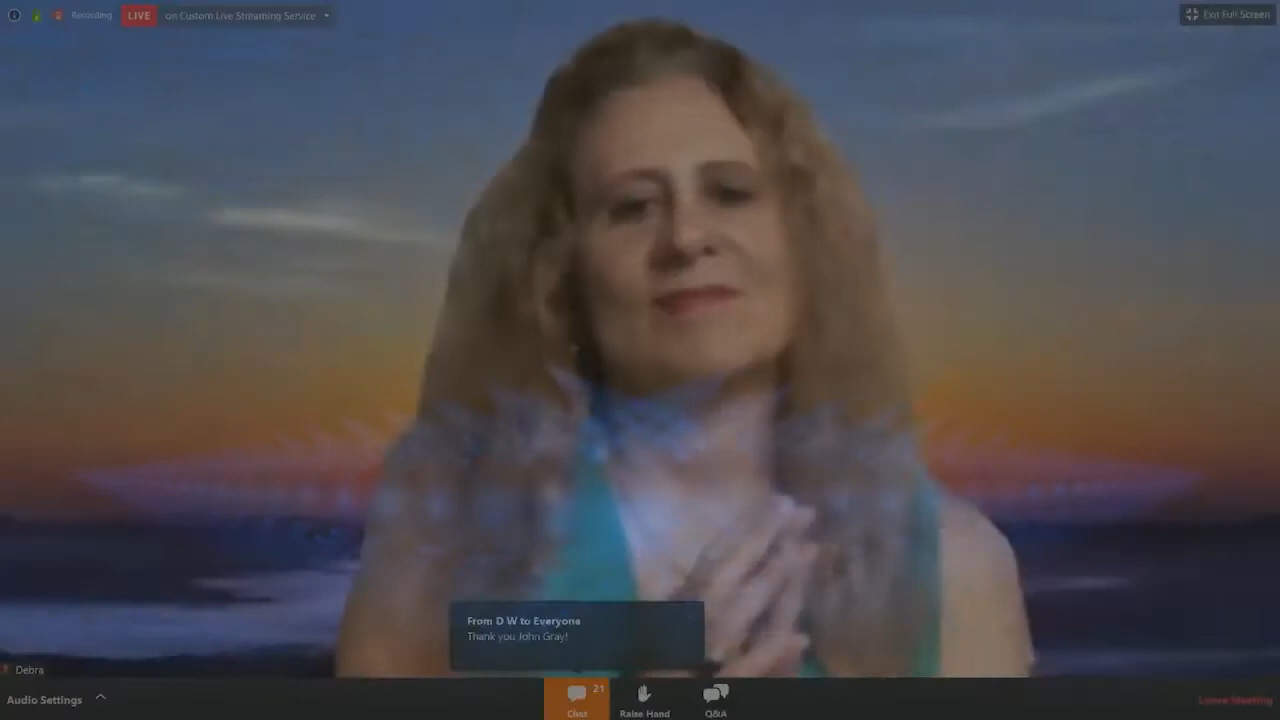 Recording
LIVE on Custom Live Streaming Service
Exit Full Screen
From D W to Everyone
Thank you John Gray!
Debra
Audio Settings
Chat
21
Raise Hand
Q&A
Leave Meeting